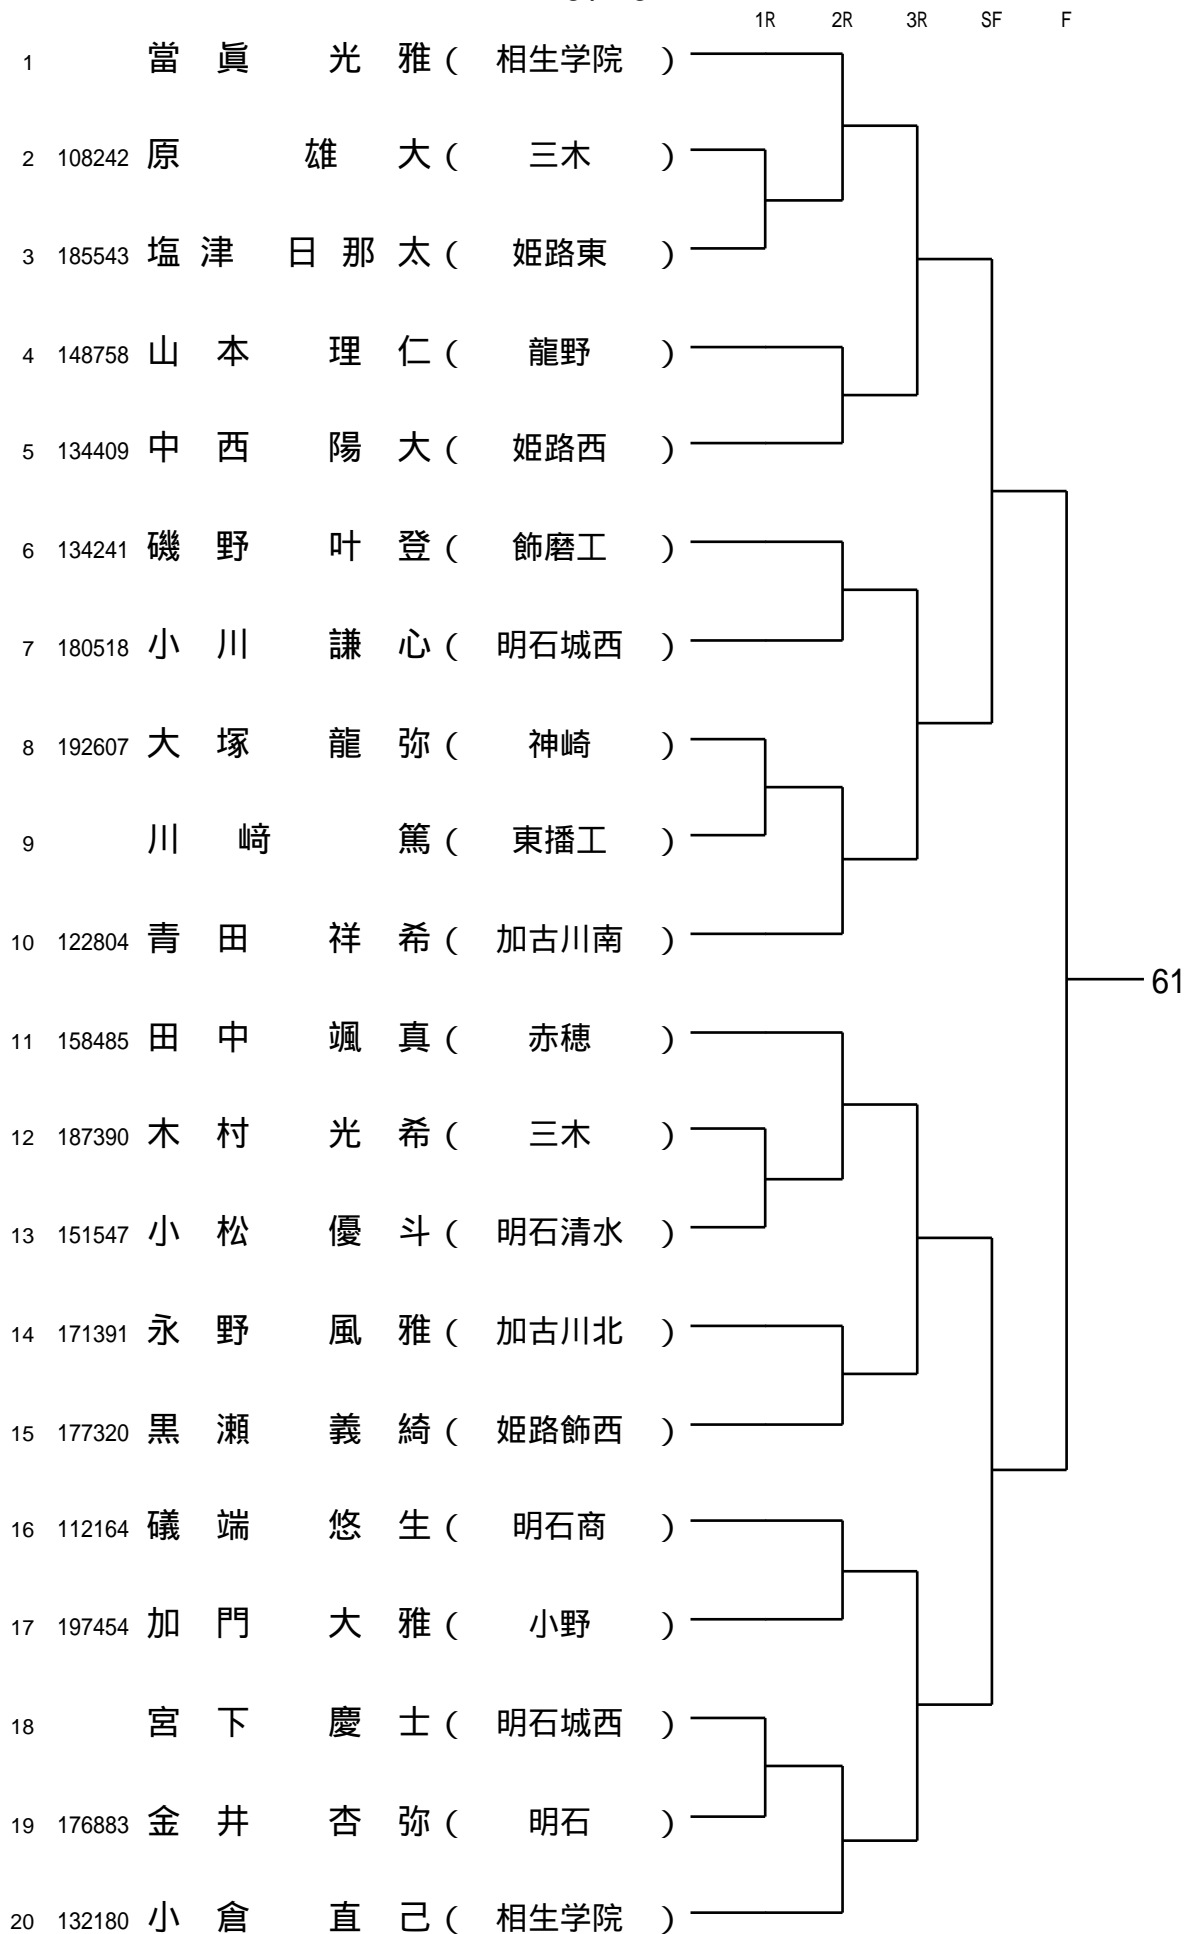 1R 2R 3R SF F
1 當眞 光雅 ( 相生学院 )
2 108242 原 雄大 ( 三木 )
3 185543 塩津 日那太 ( 姫路東 )
4 148758 山本 理仁 ( 龍野 )
5 134409 中西 陽大 ( 姫路西 )
6 134241 磯野 叶登 ( 飾磨工 )
7 180518 小川 謙心 ( 明石城西 )
8 192607 大塚 龍弥 ( 神崎 )
9 川﨑 篤 ( 東播工 )
10 122804 青田 祥希 ( 加古川南 )
61
11 158485 田中 颯真 ( 赤穂 )
12 187390 木村 光希 ( 三木 )
13 151547 小松 優斗 ( 明石清水 )
14 171391 永野 風雅 ( 加古川北 )
15 177320 黒瀬 義綺 ( 姫路飾西 )
16 112164 礒端 悠生 ( 明石商 )
17 197454 加門 大雅 ( 小野 )
18 宮下 慶士 ( 明石城西 )
19 176883 金井 杏弥 ( 明石 )
20 132180 小倉 直己 ( 相生学院 )